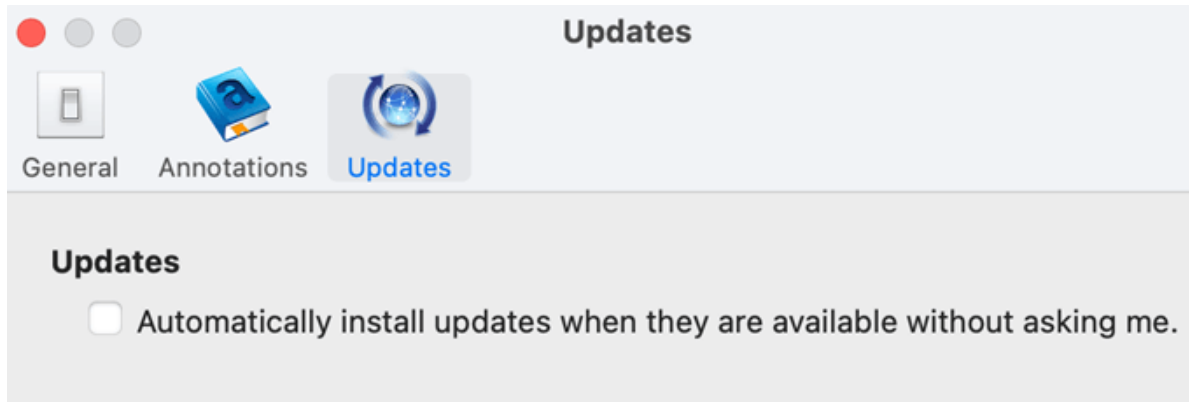 Updates
General Annotations Updates
Updates
Automatically install updates when they are available without asking me.